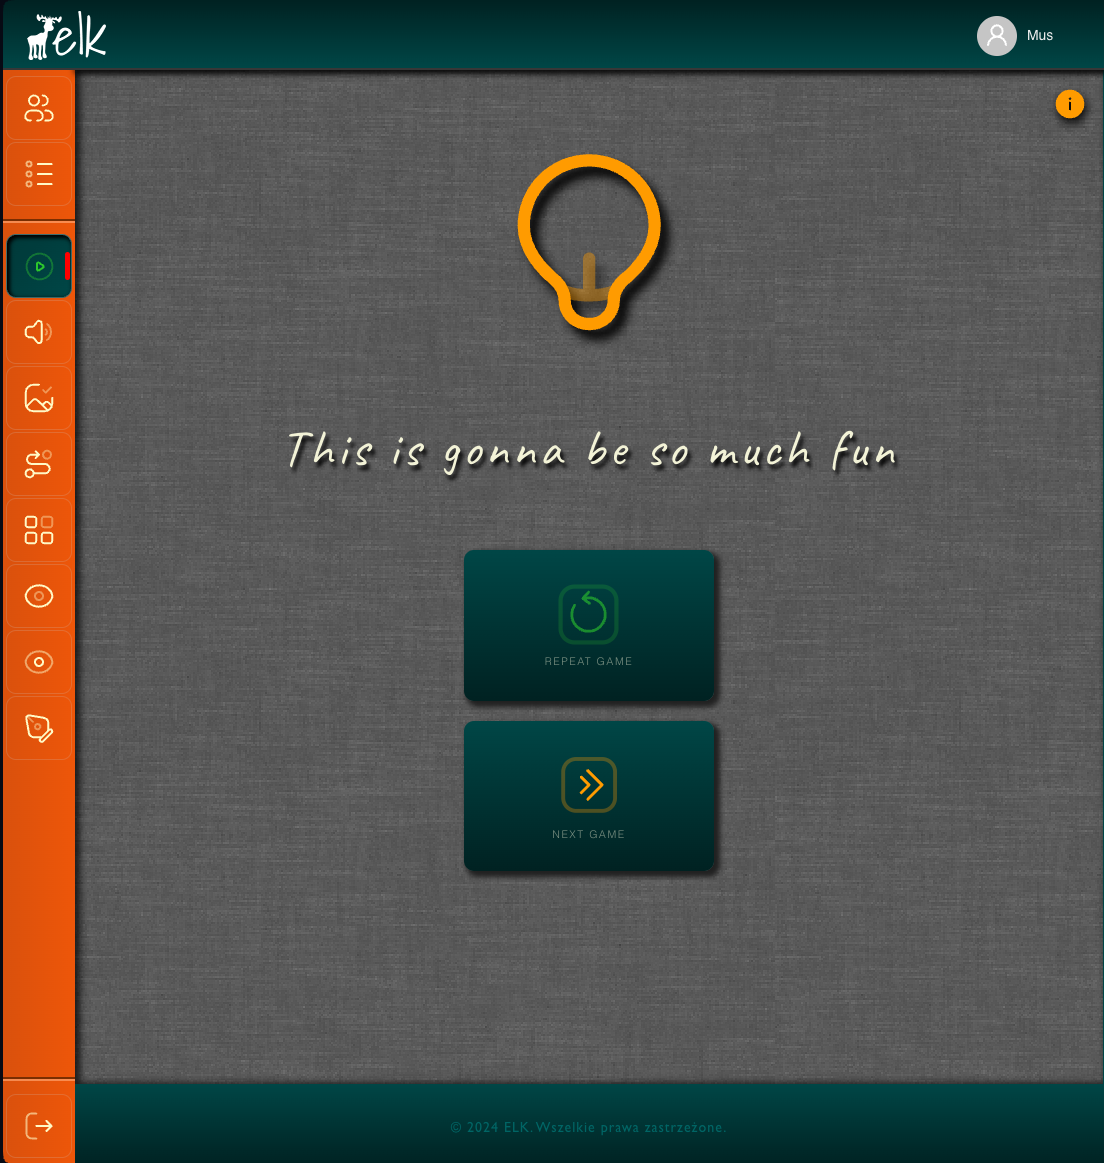 elk
Mus
i
This is gonna be so much fun
REPEAT GAME
NEXT GAME
© 2024 ELK. Wszelkie prawa zastrzeżone.